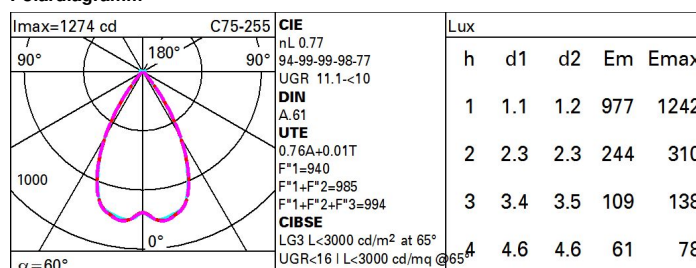 Imax=1274 cd C75-255
90° 180° 90°
1000
0°
α=60°
CIE
nL 0.77
94-99-99-98-77
UGR 11.1-<10
DIN
A.61
UTE
0.76A+0.01T
F"1=940
F"1+F"2=985
F"1+F"2+F"3=994
CIBSE
LG3 L<3000 cd/m² at 65°
UGR<16 | L<3000 cd/mq @65°
Lux
h d1 d2 Em Emax
1 1.1 1.2 977 1242
2 2.3 2.3 244 310
3 3.4 3.5 109 138
4 4.6 4.6 61 78